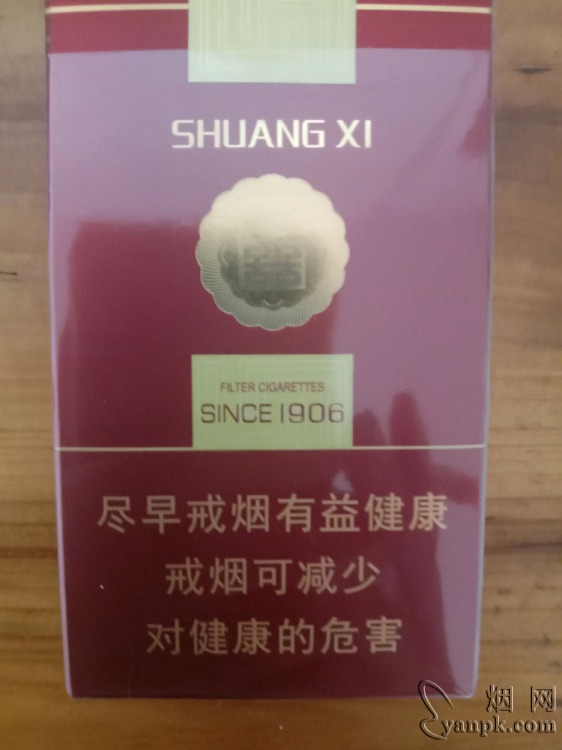 SHUANG XI
囍
FILTER CIGARETTES
SINCE 1906
尽早戒烟有益健康
戒烟可减少
对健康的危害
烟网
yanpk.com